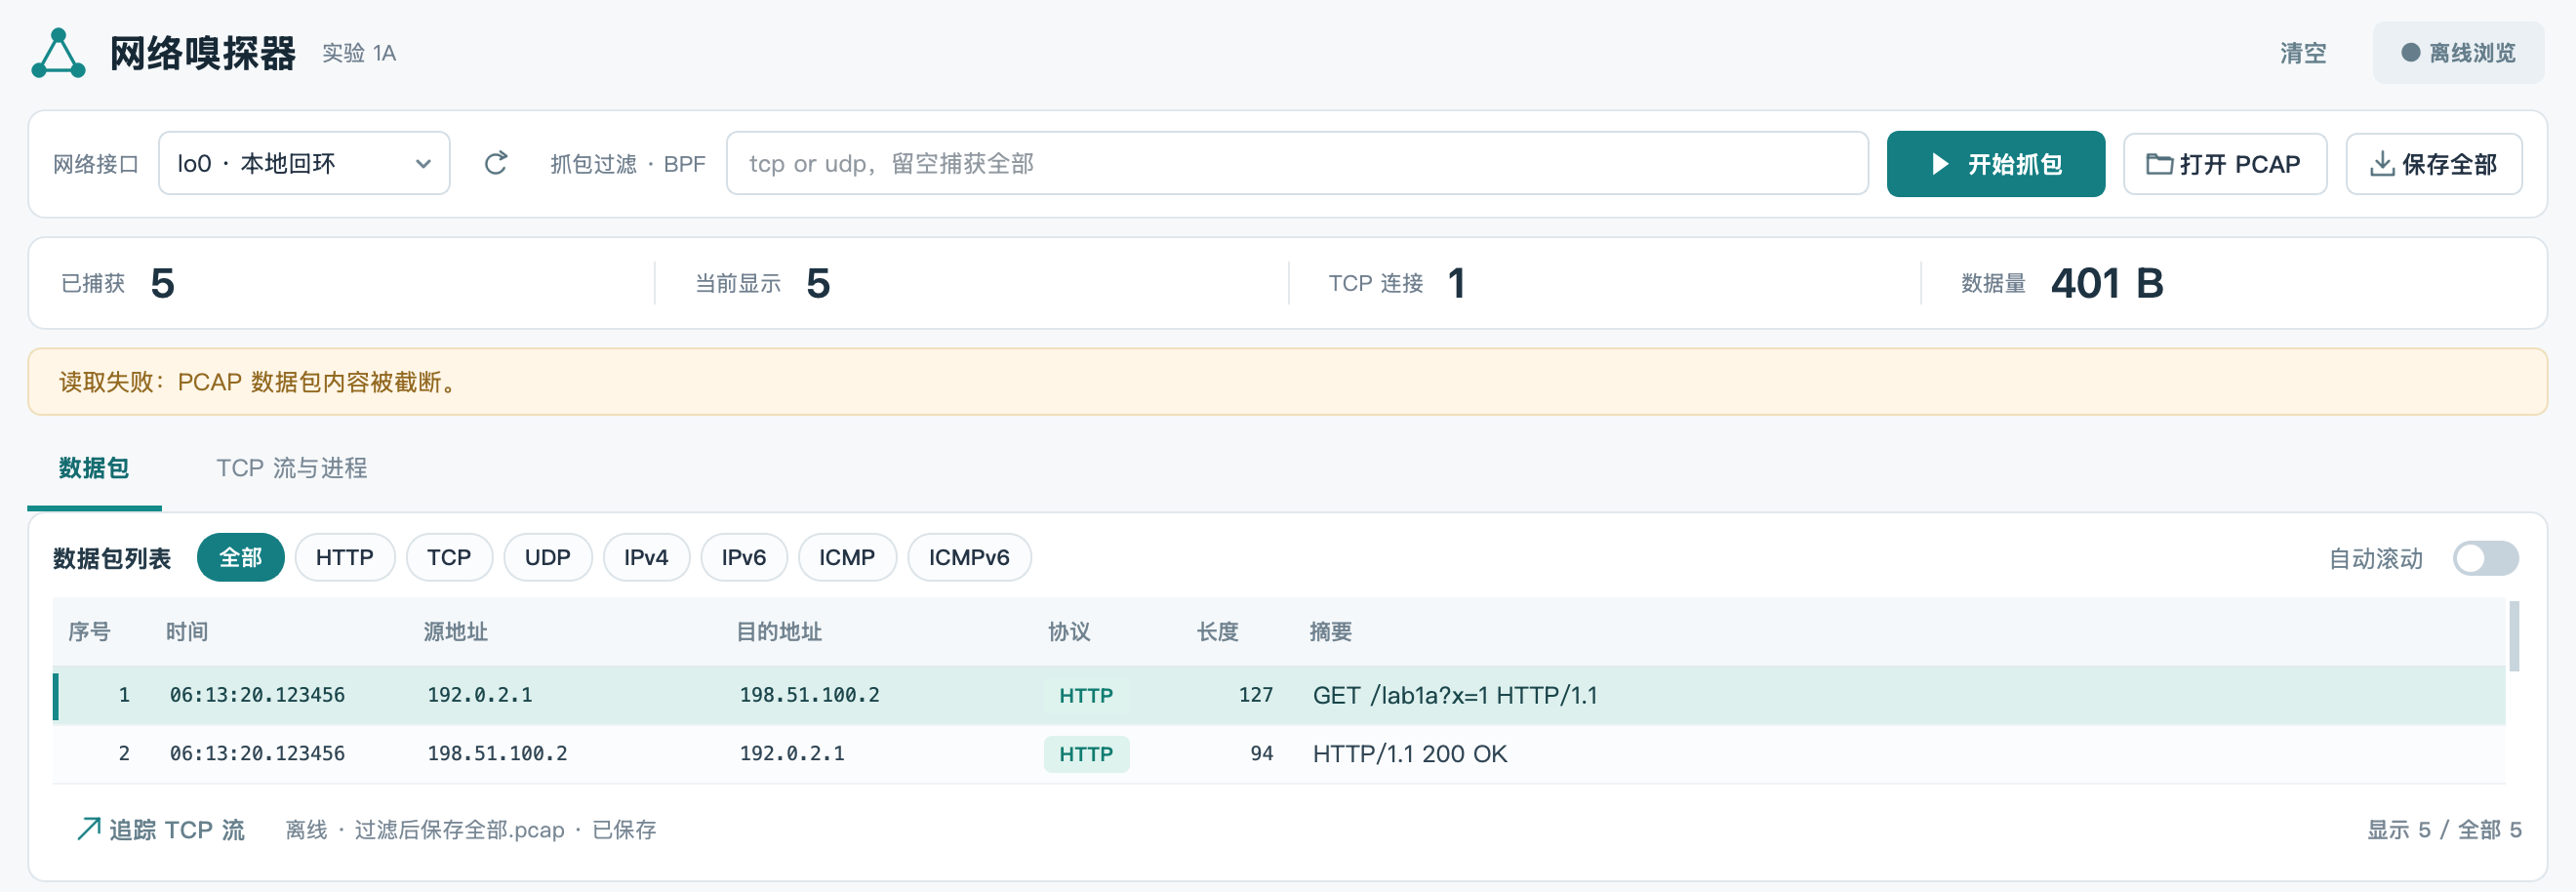 网络嗅探器 实验 1A 清空 离线浏览
网络接口 lo0 · 本地回环 抓包过滤 · BPF tcp or udp，留空捕获全部 开始抓包 打开 PCAP 保存全部
已捕获 5 当前显示 5 TCP 连接 1 数据量 401 B
读取失败：PCAP 数据包内容被截断。
数据包 TCP 流与进程
数据包列表 全部 HTTP TCP UDP IPv4 IPv6 ICMP ICMPv6 自动滚动
序号 时间 源地址 目的地址 协议 长度 摘要
1 06:13:20.123456 192.0.2.1 198.51.100.2 HTTP 127 GET /lab1a?x=1 HTTP/1.1
2 06:13:20.123456 198.51.100.2 192.0.2.1 HTTP 94 HTTP/1.1 200 OK
追踪 TCP 流 离线 · 过滤后保存全部.pcap · 已保存 显示 5 / 全部 5